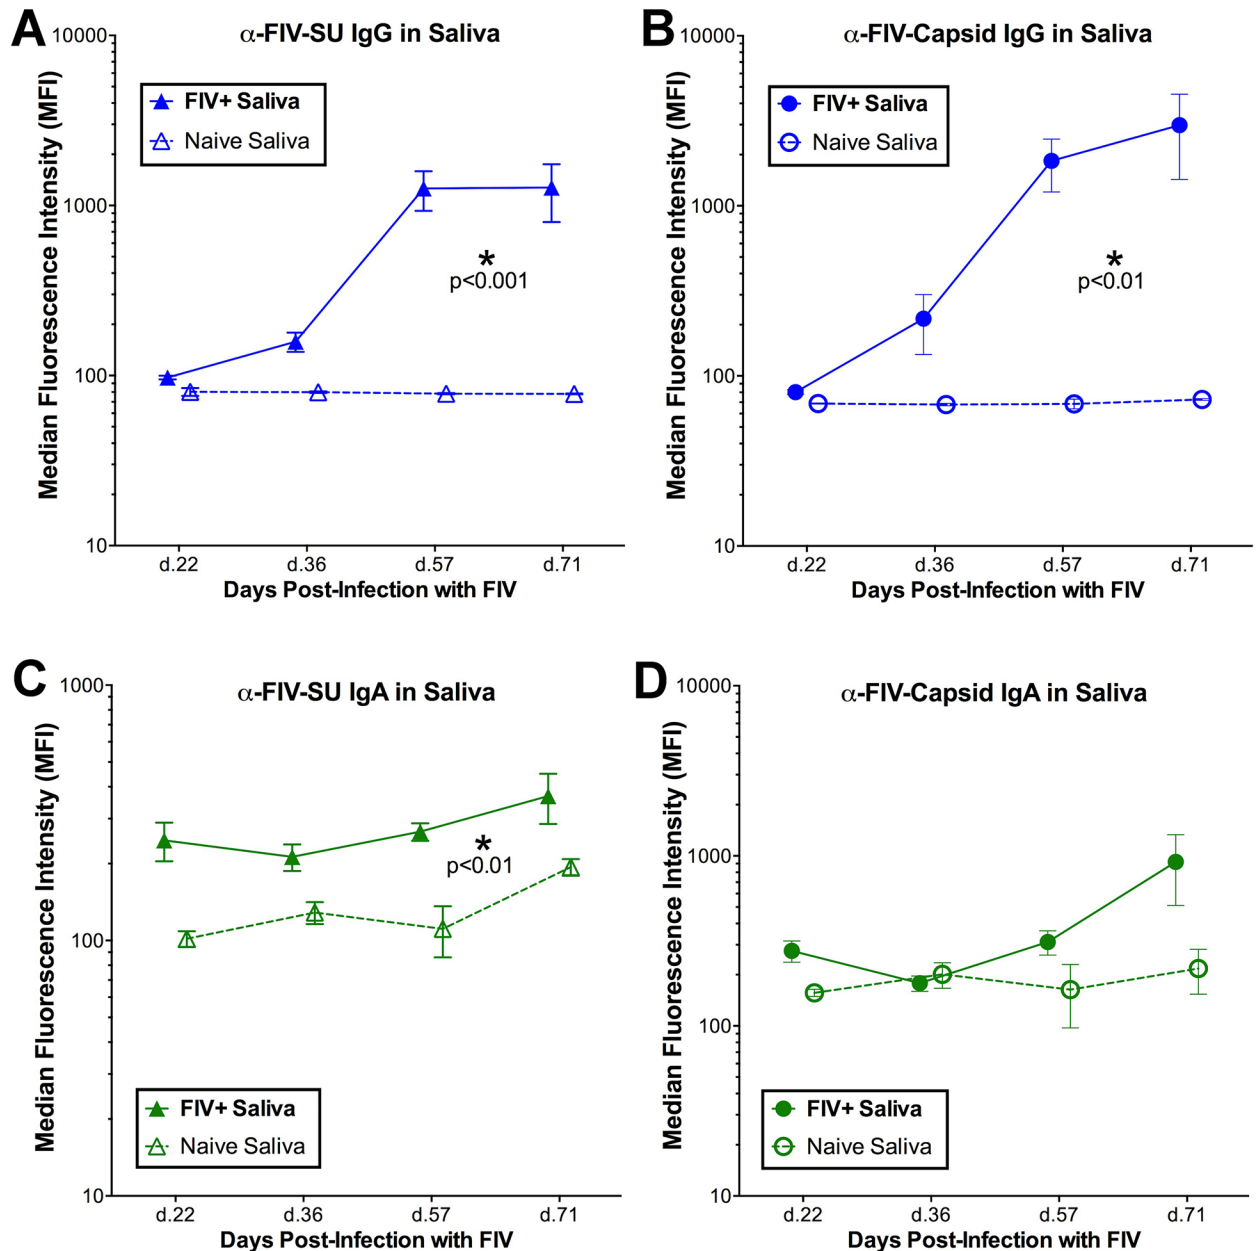 A
α-FIV-SU IgG in Saliva
Median Fluorescence Intensity (MFI)
10000
1000
100
10
FIV+ Saliva
Naive Saliva
*
p<0.001
d.22 d.36 d.57 d.71
Days Post-Infection with FIV
B
α-FIV-Capsid IgG in Saliva
Median Fluorescence Intensity (MFI)
10000
1000
100
10
FIV+ Saliva
Naive Saliva
*
p<0.01
d.22 d.36 d.57 d.71
Days Post-Infection with FIV
C
α-FIV-SU IgA in Saliva
Median Fluorescence Intensity (MFI)
1000
100
10
*
p<0.01
FIV+ Saliva
Naive Saliva
d.22 d.36 d.57 d.71
Days Post-Infection with FIV
D
α-FIV-Capsid IgA in Saliva
Median Fluorescence Intensity (MFI)
10000
1000
100
10
FIV+ Saliva
Naive Saliva
d.22 d.36 d.57 d.71
Days Post-Infection with FIV